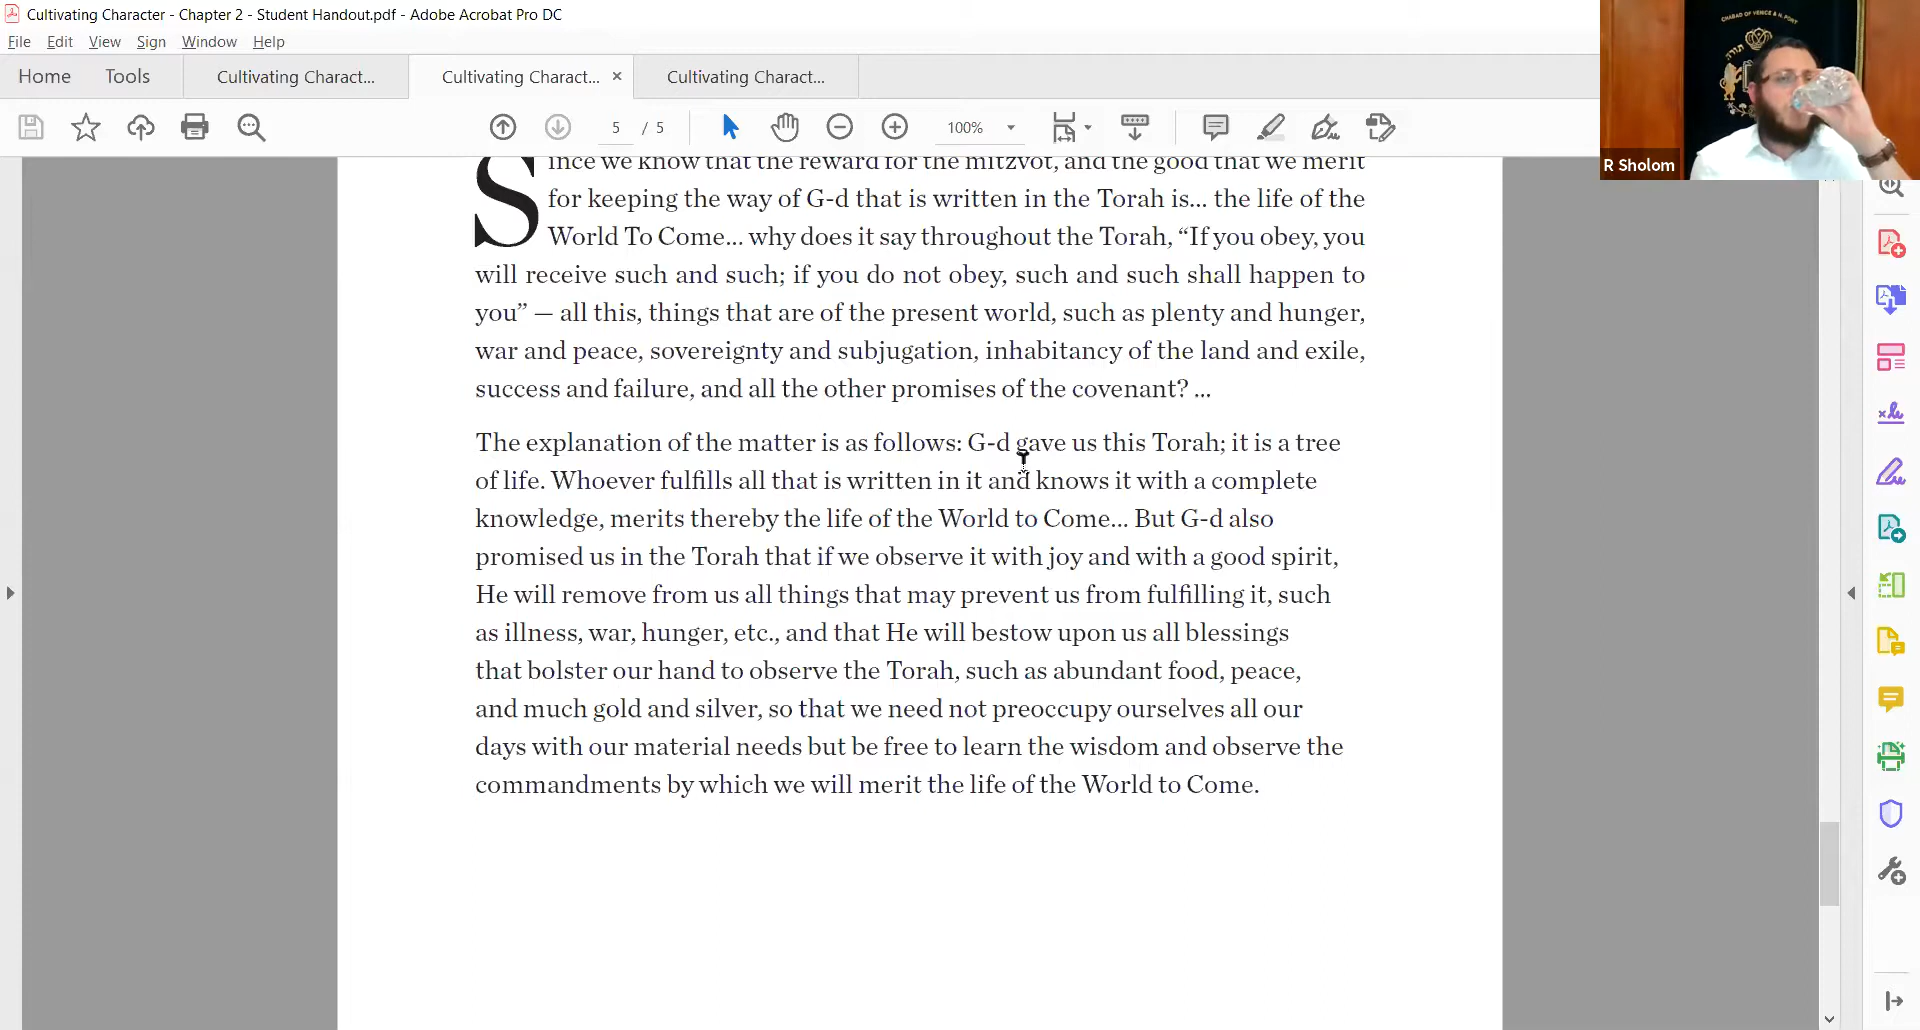 Cultivating Character - Chapter 2 - Student Handout.pdf - Adobe Acrobat Pro DC
File Edit View Sign Window Help
Home Tools Cultivating Charact... Cultivating Charact... × Cultivating Charact...
5 / 5 100%
CHABAD OF VENICE & N. PORT
תורה
R Sholom
Since we know that the reward for the mitzvot, and the good that we merit
for keeping the way of G-d that is written in the Torah is... the life of the
World To Come... why does it say throughout the Torah, “If you obey, you
will receive such and such; if you do not obey, such and such shall happen to
you” — all this, things that are of the present world, such as plenty and hunger,
war and peace, sovereignty and subjugation, inhabitancy of the land and exile,
success and failure, and all the other promises of the covenant? ...
The explanation of the matter is as follows: G-d gave us this Torah; it is a tree
of life. Whoever fulfills all that is written in it and knows it with a complete
knowledge, merits thereby the life of the World to Come... But G-d also
promised us in the Torah that if we observe it with joy and with a good spirit,
He will remove from us all things that may prevent us from fulfilling it, such
as illness, war, hunger, etc., and that He will bestow upon us all blessings
that bolster our hand to observe the Torah, such as abundant food, peace,
and much gold and silver, so that we need not preoccupy ourselves all our
days with our material needs but be free to learn the wisdom and observe the
commandments by which we will merit the life of the World to Come.